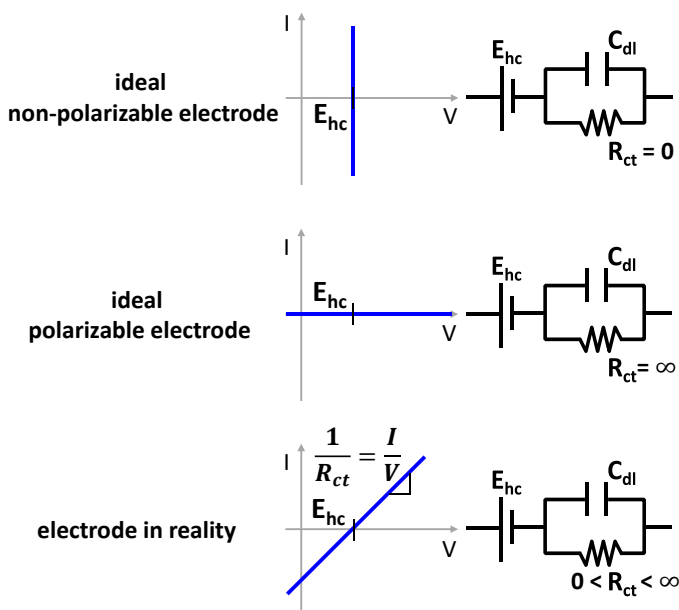 I
ideal
non-polarizable electrode
E_hc
V
E_hc
C_dl
R_ct = 0
I
ideal
polarizable electrode
E_hc
V
E_hc
C_dl
R_ct = ∞
I
1/R_ct = I/V
electrode in reality
E_hc
V
E_hc
C_dl
0 < R_ct < ∞